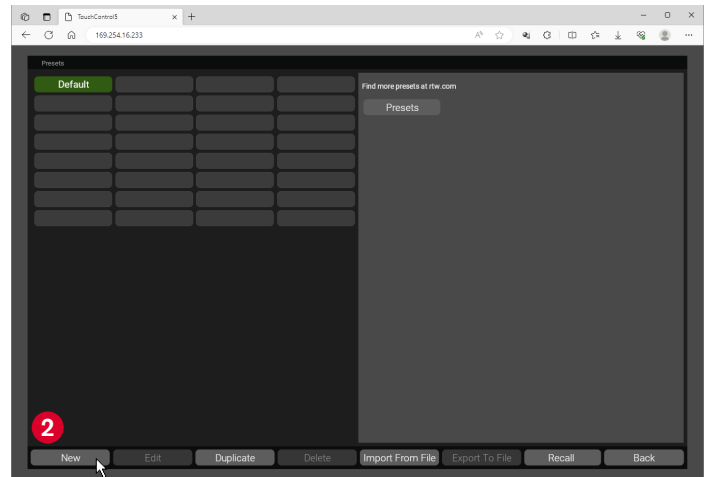 TouchControl5
169.254.16.233
Presets
Default
Find more presets at rtw.com
Presets
2
New Edit Duplicate Delete Import From File Export To File Recall Back